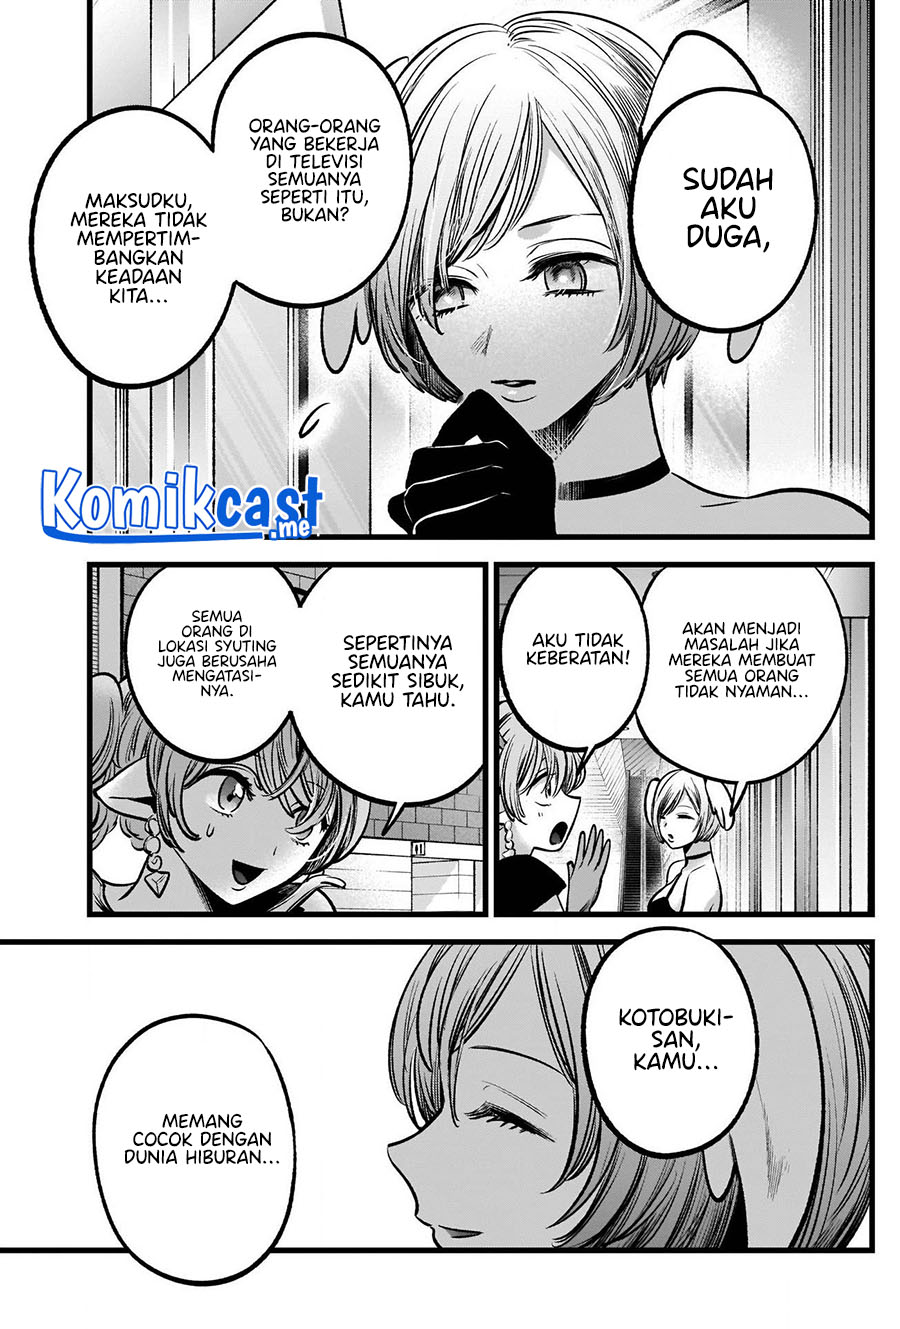 SUDAH
AKU
DUGA,
ORANG-ORANG
YANG BEKERJA
DI TELEVISI
SEMUANYA
SEPERTI ITU,
BUKAN?
MAKSUDKU,
MEREKA TIDAK
MEMPERTIM-
BANGKAN
KEADAAN
KITA...
Komikcast
.me
AKAN MENJADI
MASALAH JIKA
MEREKA MEMBUAT
SEMUA ORANG
TIDAK NYAMAN...
AKU TIDAK
KEBERATAN!
SEPERTINYA
SEMUANYA
SEDIKIT SIBUK,
KAMU TAHU.
SEMUA
ORANG DI
LOKASI SYUTING
JUGA BERUSAHA
MENGATASI-
NYA.
KOTOBUKI-
SAN,
KAMU...
MEMANG
COCOK DENGAN
DUNIA HIBURAN...